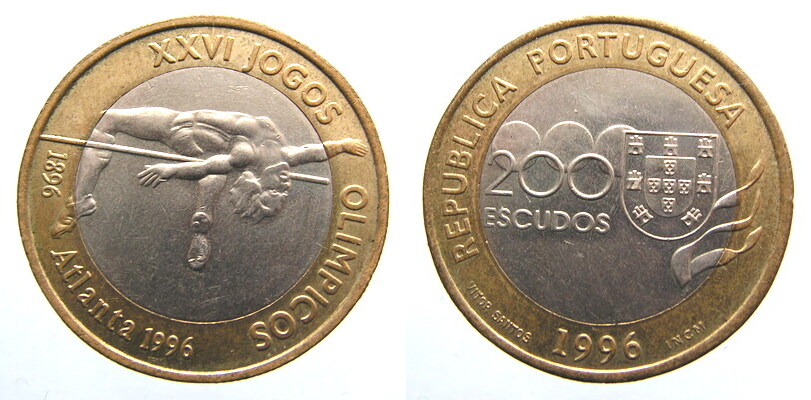 XXVI JOGOS OLIMPICOS
1896
Atlanta 1996
REPUBLICA PORTUGUESA
200
ESCUDOS
VITOR SANTOS
1996
INCM